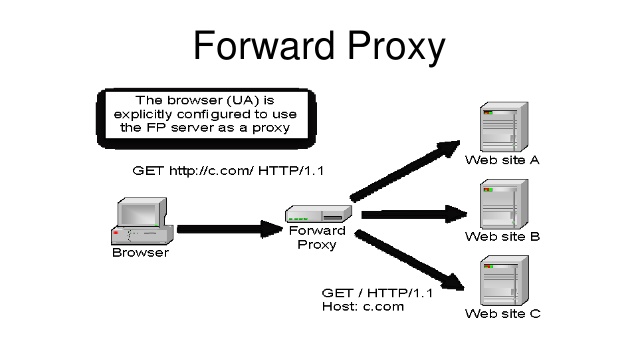 Forward Proxy
The browser (UA) is
explicitly configured to use
the FP server as a proxy
GET http://c.com/ HTTP/1.1
Browser
Forward
Proxy
GET / HTTP/1.1
Host: c.com
Web site A
Web site B
Web site C